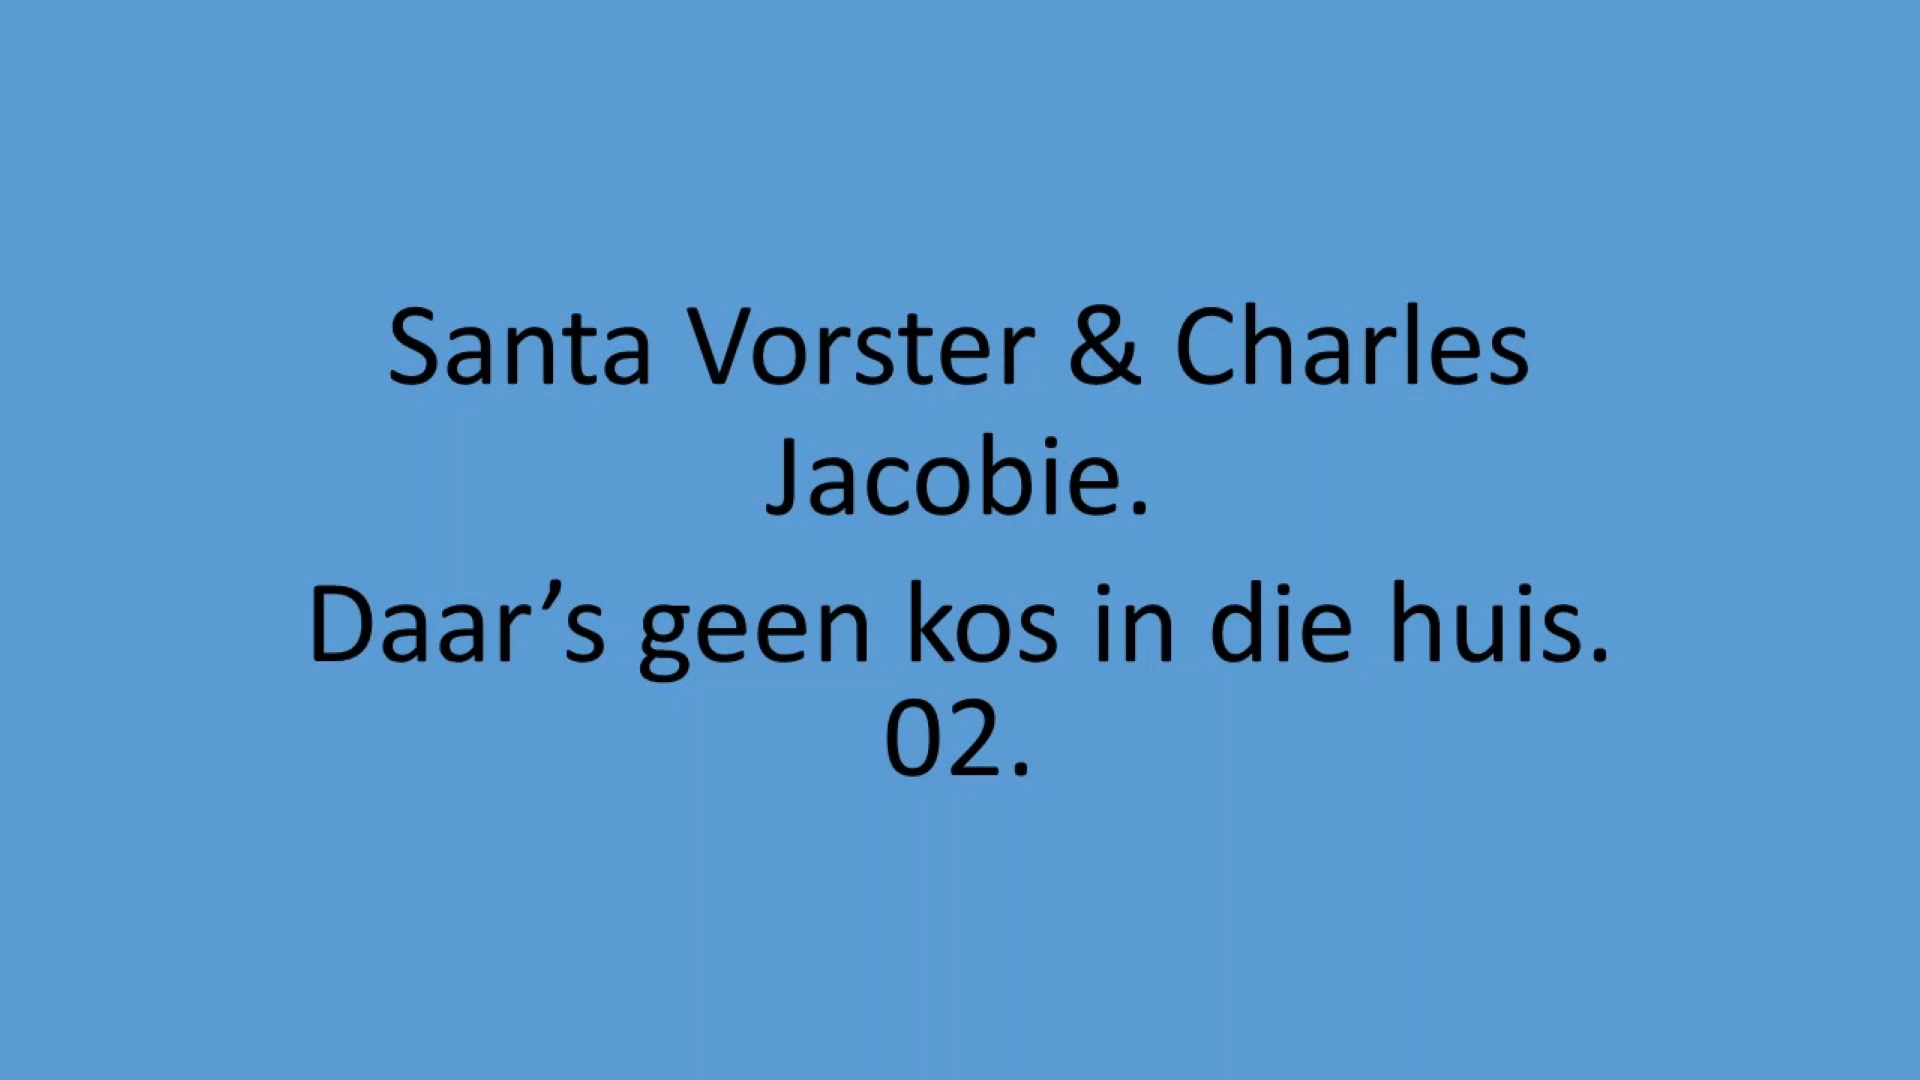 Santa Vorster & Charles
Jacobie.
Daar’s geen kos in die huis.
02.